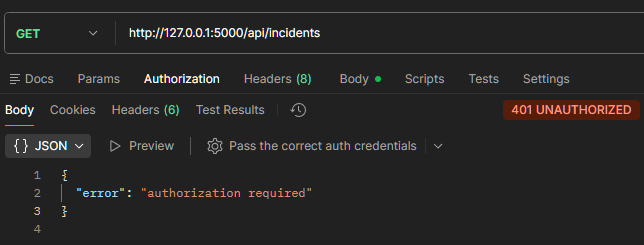 GET http://127.0.0.1:5000/api/incidents
Docs Params Authorization Headers (8) Body Scripts Tests Settings
Body Cookies Headers (6) Test Results 401 UNAUTHORIZED
{} JSON Preview Pass the correct auth credentials
1 {
2 "error": "authorization required"
3 }
4